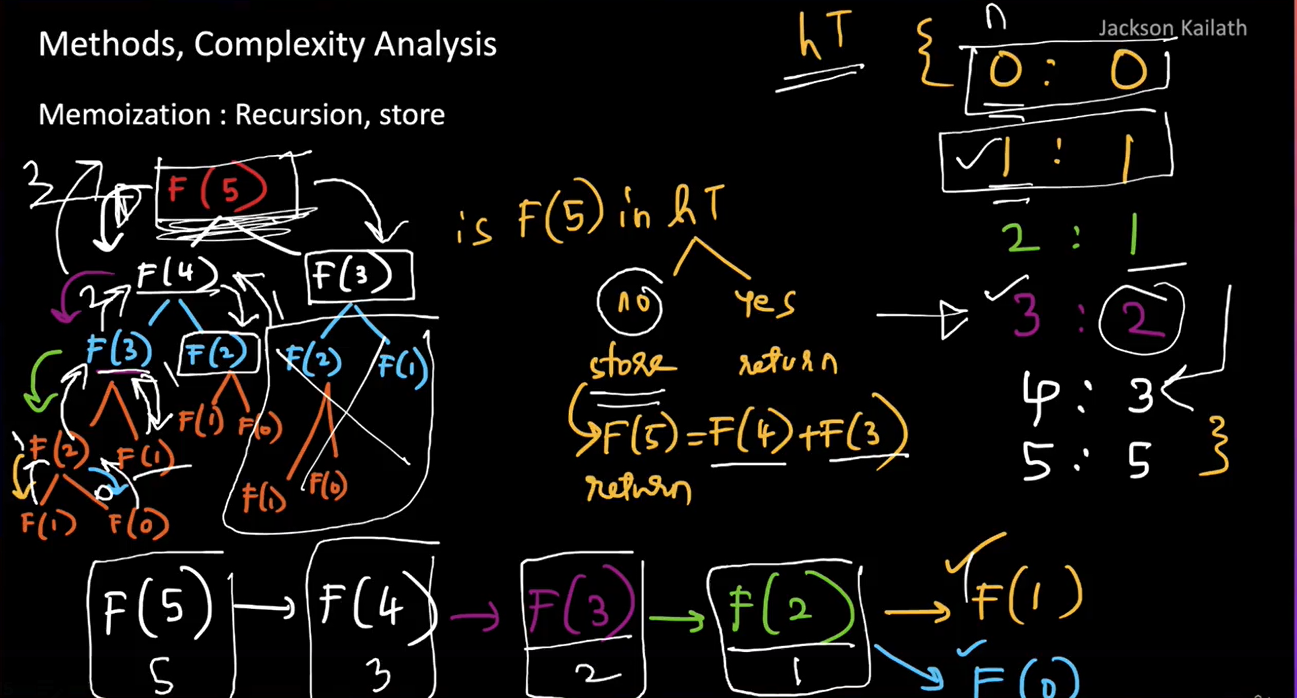 Methods, Complexity Analysis
Jackson Kailath
Memoization : Recursion, store
hT { n
0 : 0
1 : 1
2 : 1
3 : 2
4 : 3
5 : 5 }
3
F(5)
F(4) F(3)
2 1
F(3) F(2) F(2) F(1)
1
F(2) F(1) F(1) F(0) F(1) F(0)
1 0
F(1) F(0)
is F(5) in hT
no yes
store return
F(5)=F(4)+F(3)
return
F(5) F(4) F(3) F(2) F(1)
5 3 2 1 F(0)